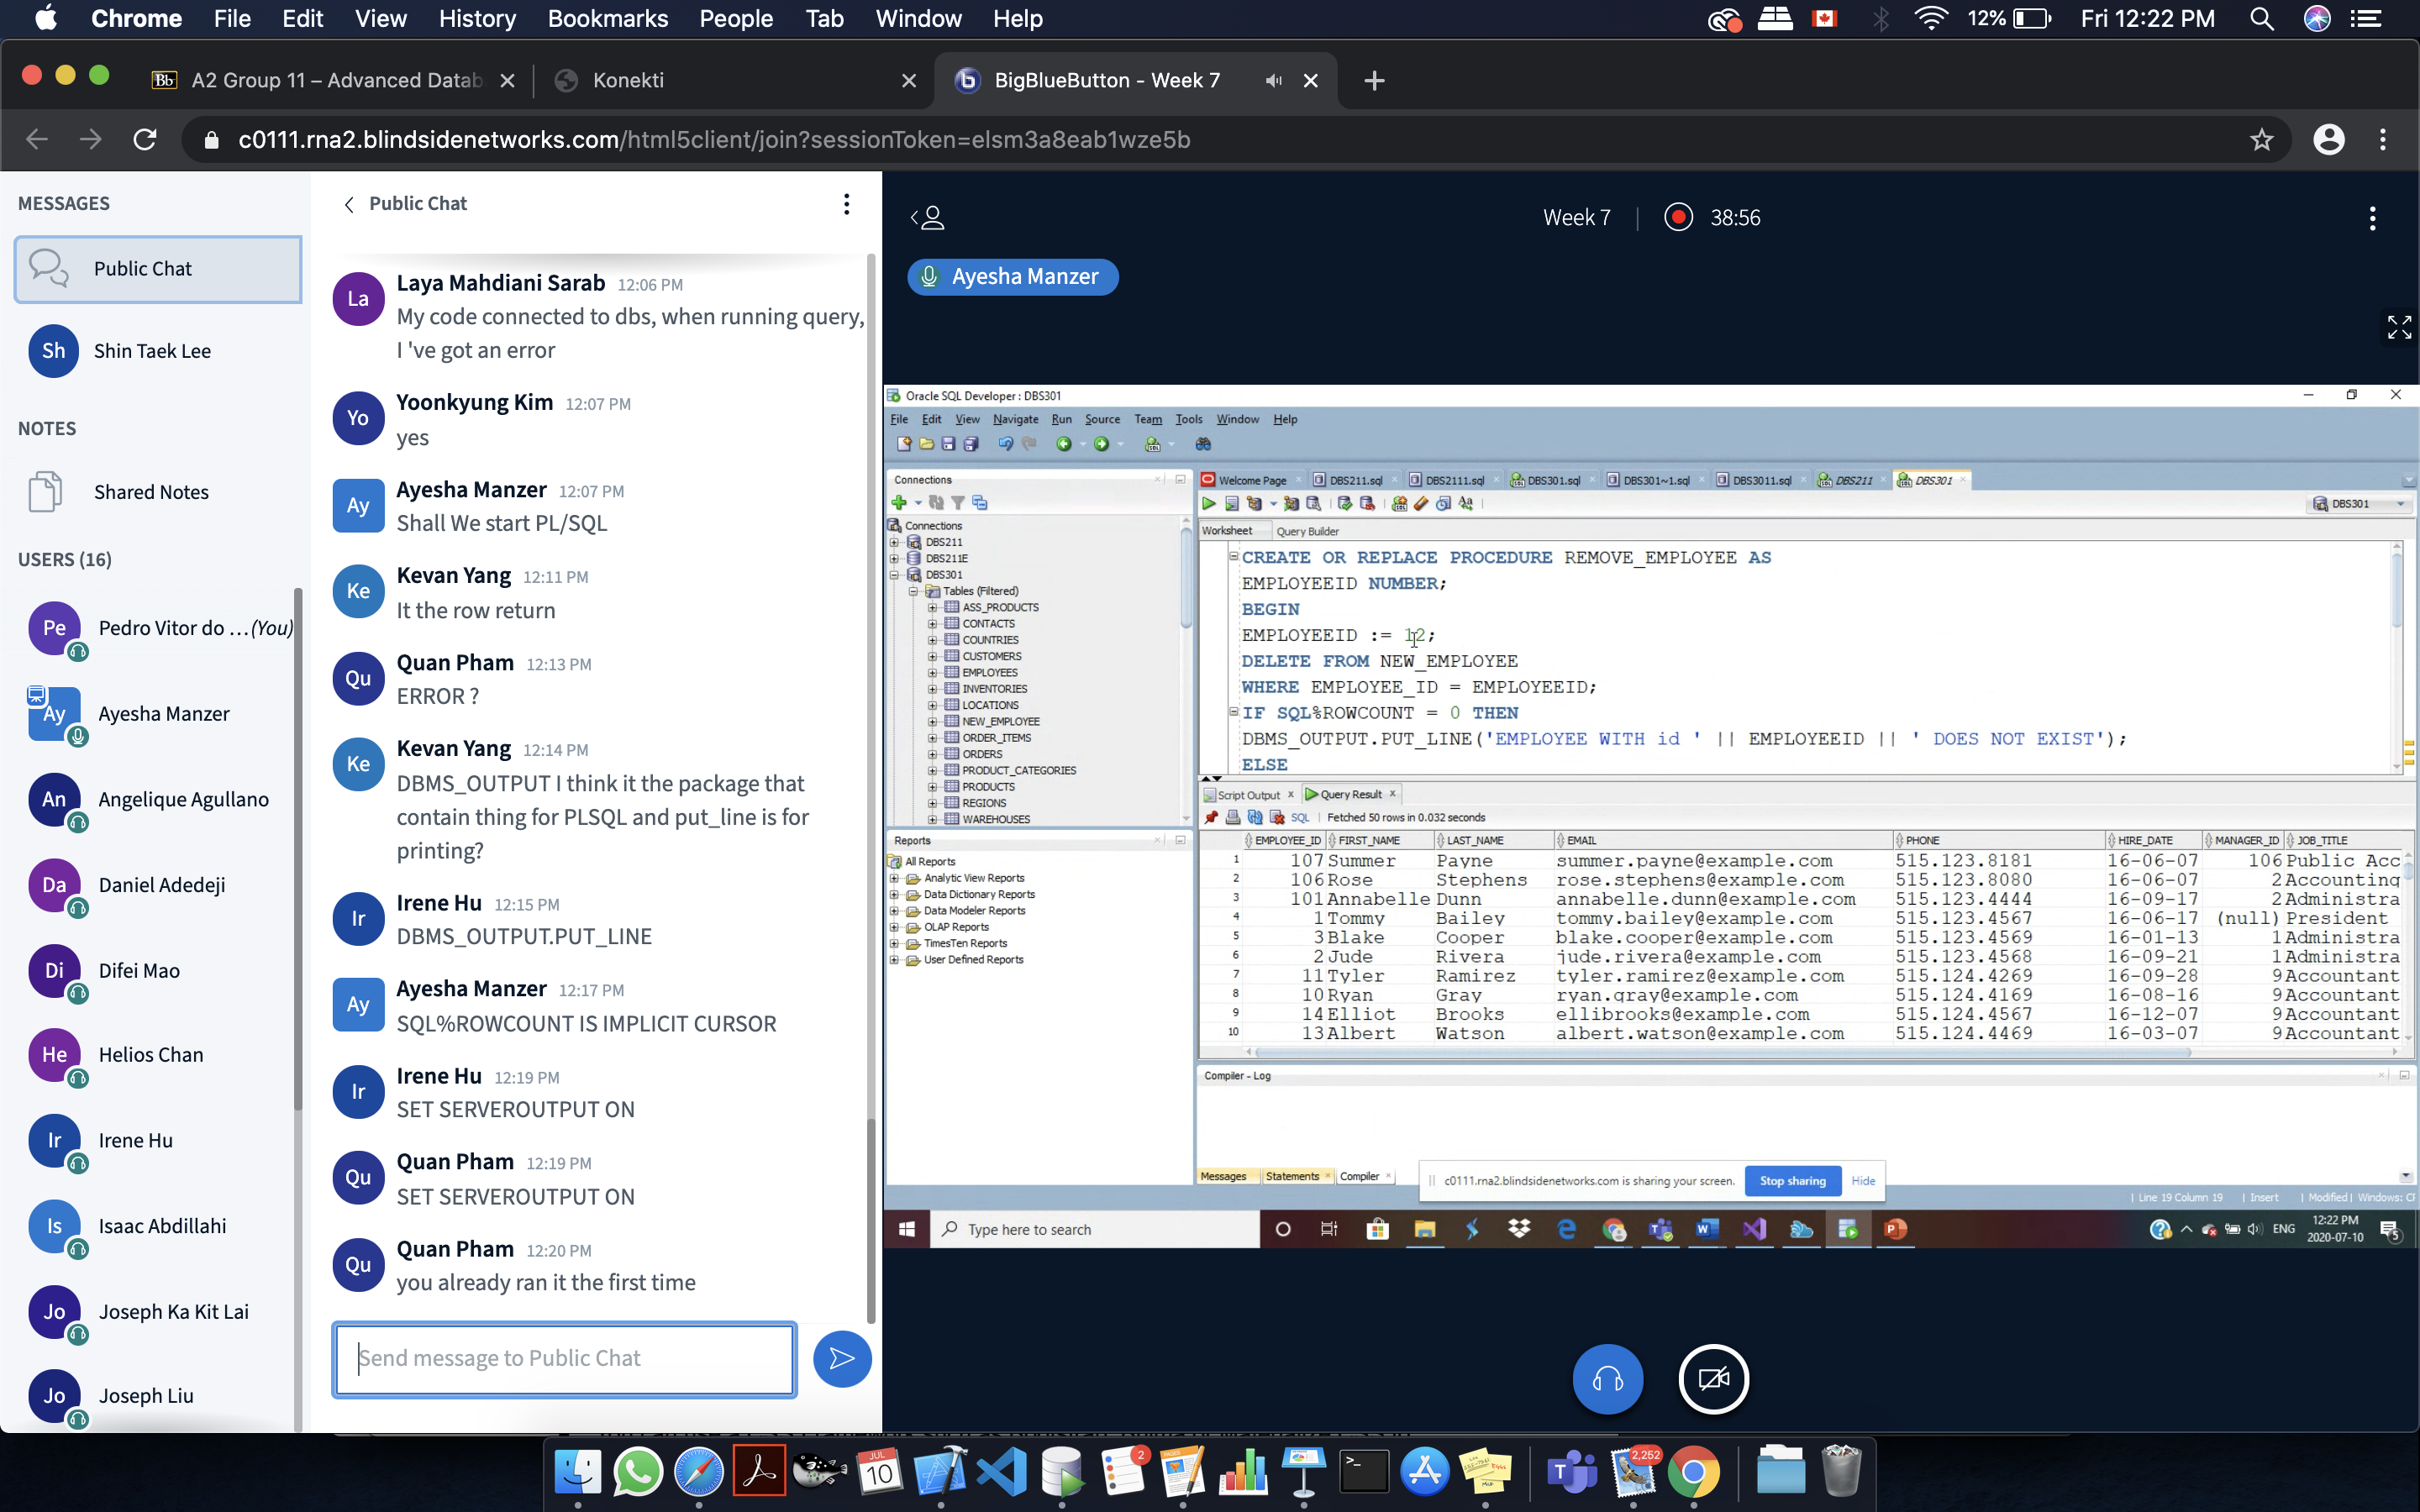 Chrome File Edit View History Bookmarks People Tab Window Help 12% Fri 12:22 PM
Bb A2 Group 11 – Advanced Datab
Konekti
BigBlueButton - Week 7
c0111.rna2.blindsidenetworks.com/html5client/join?sessionToken=elsm3a8eab1wze5b
MESSAGES
Public Chat
Sh Shin Taek Lee
NOTES
Shared Notes
USERS (16)
Pe Pedro Vitor do ...(You)
Ay Ayesha Manzer
An Angelique Agullano
Da Daniel Adedeji
Di Difei Mao
He Helios Chan
Ir Irene Hu
Is Isaac Abdillahi
Jo Joseph Ka Kit Lai
Jo Joseph Liu
Public Chat
La Laya Mahdiani Sarab 12:06 PM
My code connected to dbs, when running query,
I 've got an error
Yo Yoonkyung Kim 12:07 PM
yes
Ay Ayesha Manzer 12:07 PM
Shall We start PL/SQL
Ke Kevan Yang 12:11 PM
It the row return
Qu Quan Pham 12:13 PM
ERROR ?
Ke Kevan Yang 12:14 PM
DBMS_OUTPUT I think it the package that
contain thing for PLSQL and put_line is for
printing?
Ir Irene Hu 12:15 PM
DBMS_OUTPUT.PUT_LINE
Ay Ayesha Manzer 12:17 PM
SQL%ROWCOUNT IS IMPLICIT CURSOR
Ir Irene Hu 12:19 PM
SET SERVEROUTPUT ON
Qu Quan Pham 12:19 PM
SET SERVEROUTPUT ON
Qu Quan Pham 12:20 PM
you already ran it the first time
Send message to Public Chat
Week 7 38:56
Ayesha Manzer
Oracle SQL Developer : DBS301
File Edit View Navigate Run Source Team Tools Window Help
Connections
Connections
DBS211
DBS211E
DBS301
Tables (Filtered)
ASS_PRODUCTS
CONTACTS
COUNTRIES
CUSTOMERS
EMPLOYEES
INVENTORIES
LOCATIONS
NEW_EMPLOYEE
ORDER_ITEMS
ORDERS
PRODUCT_CATEGORIES
PRODUCTS
REGIONS
WAREHOUSES
Reports
All Reports
Analytic View Reports
Data Dictionary Reports
Data Modeler Reports
OLAP Reports
TimesTen Reports
User Defined Reports
Welcome Page DBS211.sql DBS2111.sql DBS301.sql DBS301~1.sql DBS3011.sql DBS211 DBS301
DBS301
Worksheet Query Builder
CREATE OR REPLACE PROCEDURE REMOVE_EMPLOYEE AS
EMPLOYEEID NUMBER;
BEGIN
EMPLOYEEID := 12;
DELETE FROM NEW_EMPLOYEE
WHERE EMPLOYEE_ID = EMPLOYEEID;
IF SQL%ROWCOUNT = 0 THEN
DBMS_OUTPUT.PUT_LINE('EMPLOYEE WITH id ' || EMPLOYEEID || ' DOES NOT EXIST');
ELSE
Script Output Query Result
SQL Fetched 50 rows in 0.032 seconds
EMPLOYEE_ID FIRST_NAME LAST_NAME EMAIL PHONE HIRE_DATE MANAGER_ID JOB_TITLE
1 107 Summer Payne summer.payne@example.com 515.123.8181 16-06-07 106 Public Acc
2 106 Rose Stephens rose.stephens@example.com 515.123.8080 16-06-07 2 Accounting
3 101 Annabelle Dunn annabelle.dunn@example.com 515.123.4444 16-09-17 2 Administra
4 1 Tommy Bailey tommy.bailey@example.com 515.123.4567 16-06-17 (null) President
5 3 Blake Cooper blake.cooper@example.com 515.123.4569 16-01-13 1 Administra
6 2 Jude Rivera jude.rivera@example.com 515.123.4568 16-09-21 1 Administra
7 11 Tyler Ramirez tyler.ramirez@example.com 515.124.4269 16-09-28 9 Accountant
8 10 Ryan Gray ryan.gray@example.com 515.124.4169 16-08-16 9 Accountant
9 14 Elliot Brooks ellibrooks@example.com 515.124.4567 16-12-07 9 Accountant
10 13 Albert Watson albert.watson@example.com 515.124.4469 16-03-07 9 Accountant
Compiler - Log
Messages Statements Compiler
c0111.rna2.blindsidenetworks.com is sharing your screen. Stop sharing Hide
Line 19 Column 19 Insert Modified Windows: CR
Type here to search
ENG 12:22 PM
2020-07-10 5
JUL
10
2
2,252